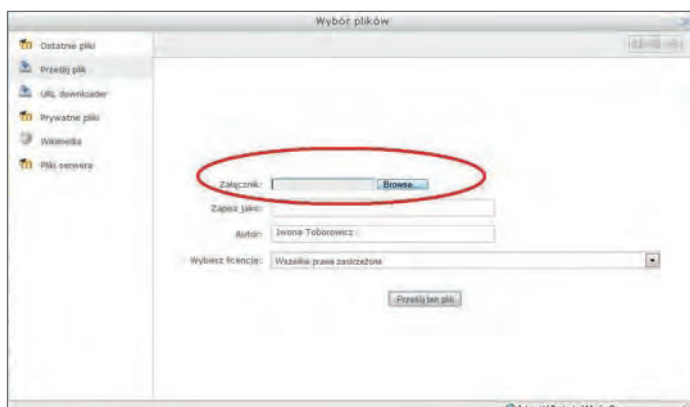 Wybór plików
Ostatnie pliki
Prześlij plik
URL downloader
Prywatne pliki
Wikimedia
Pliki serwera
Załącznik: Browse...
Zapisz jako:
Autor: Iwona Toborowicz
Wybierz licencję: Wszelkie prawa zastrzeżone
Prześlij ten plik